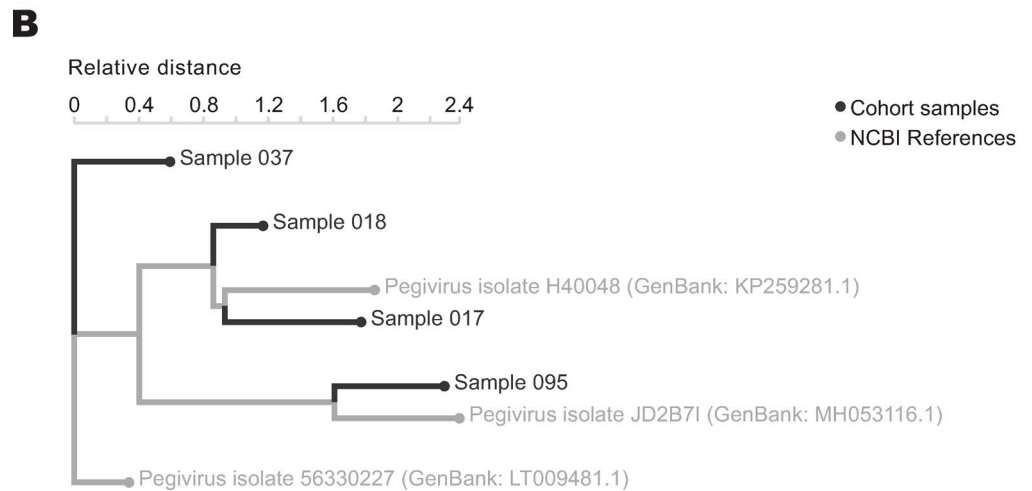 B
Relative distance
0 0.4 0.8 1.2 1.6 2 2.4
Cohort samples
NCBI References
Sample 037
Sample 018
Pegivirus isolate H40048 (GenBank: KP259281.1)
Sample 017
Sample 095
Pegivirus isolate JD2B7I (GenBank: MH053116.1)
Pegivirus isolate 56330227 (GenBank: LT009481.1)